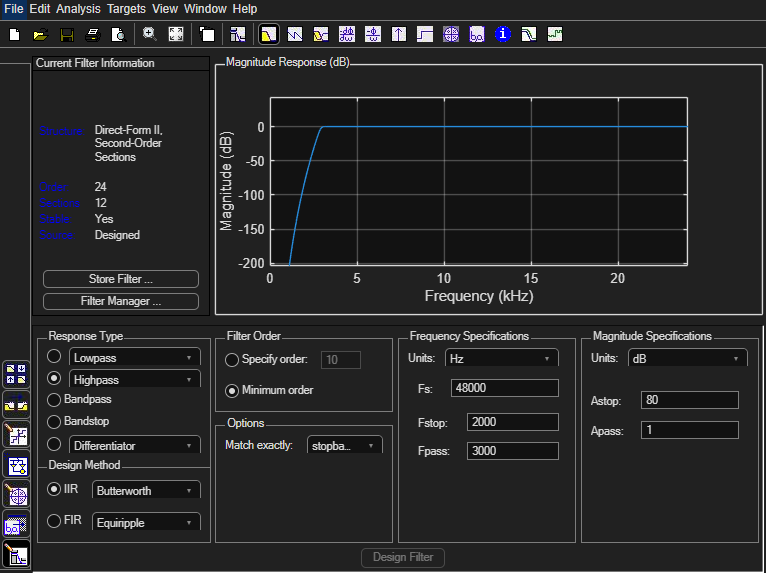 File Edit Analysis Targets View Window Help
Current Filter Information
Structure:
Direct-Form II,
Second-Order
Sections
Order: 24
Sections: 12
Stable: Yes
Source: Designed
Store Filter ...
Filter Manager ...
Magnitude Response (dB)
Magnitude (dB)
0
-50
-100
-150
-200
0 5 10 15 20
Frequency (kHz)
Response Type
Lowpass
Highpass
Bandpass
Bandstop
Differentiator
Design Method
IIR Butterworth
FIR Equiripple
Filter Order
Specify order: 10
Minimum order
Options
Match exactly: stopba...
Frequency Specifications
Units: Hz
Fs: 48000
Fstop: 2000
Fpass: 3000
Magnitude Specifications
Units: dB
Astop: 80
Apass: 1
Design Filter